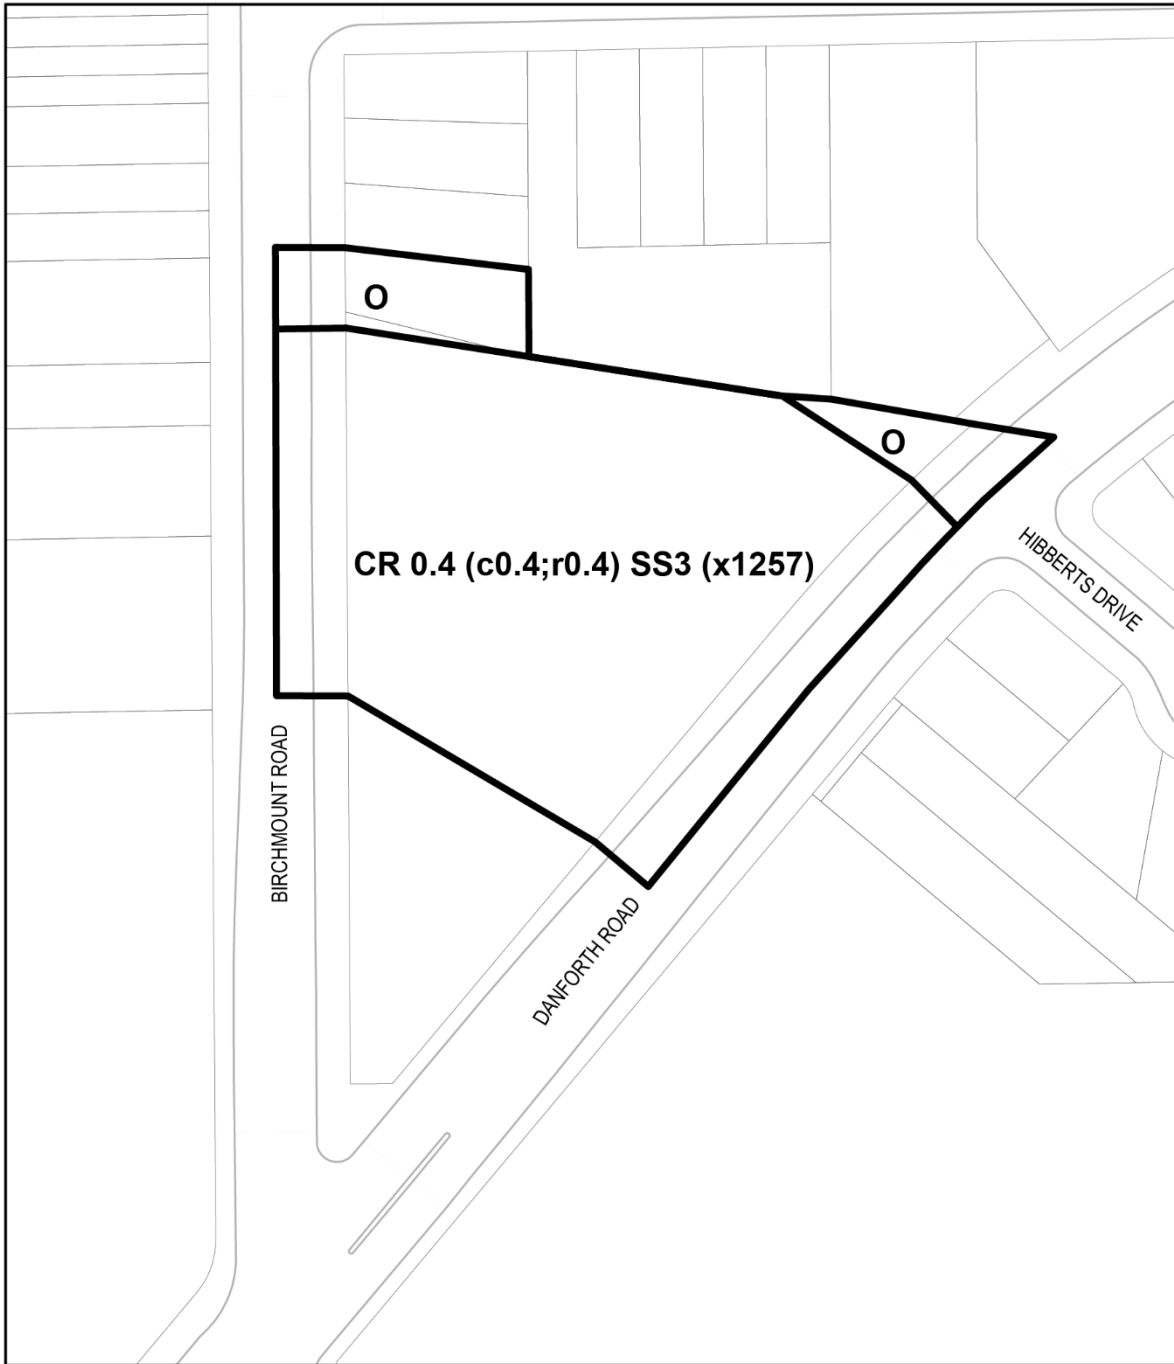 O
O
CR 0.4 (c0.4;r0.4) SS3 (x1257)
HIBBERTS DRIVE
BIRCHMOUNT ROAD
DANFORTH ROAD